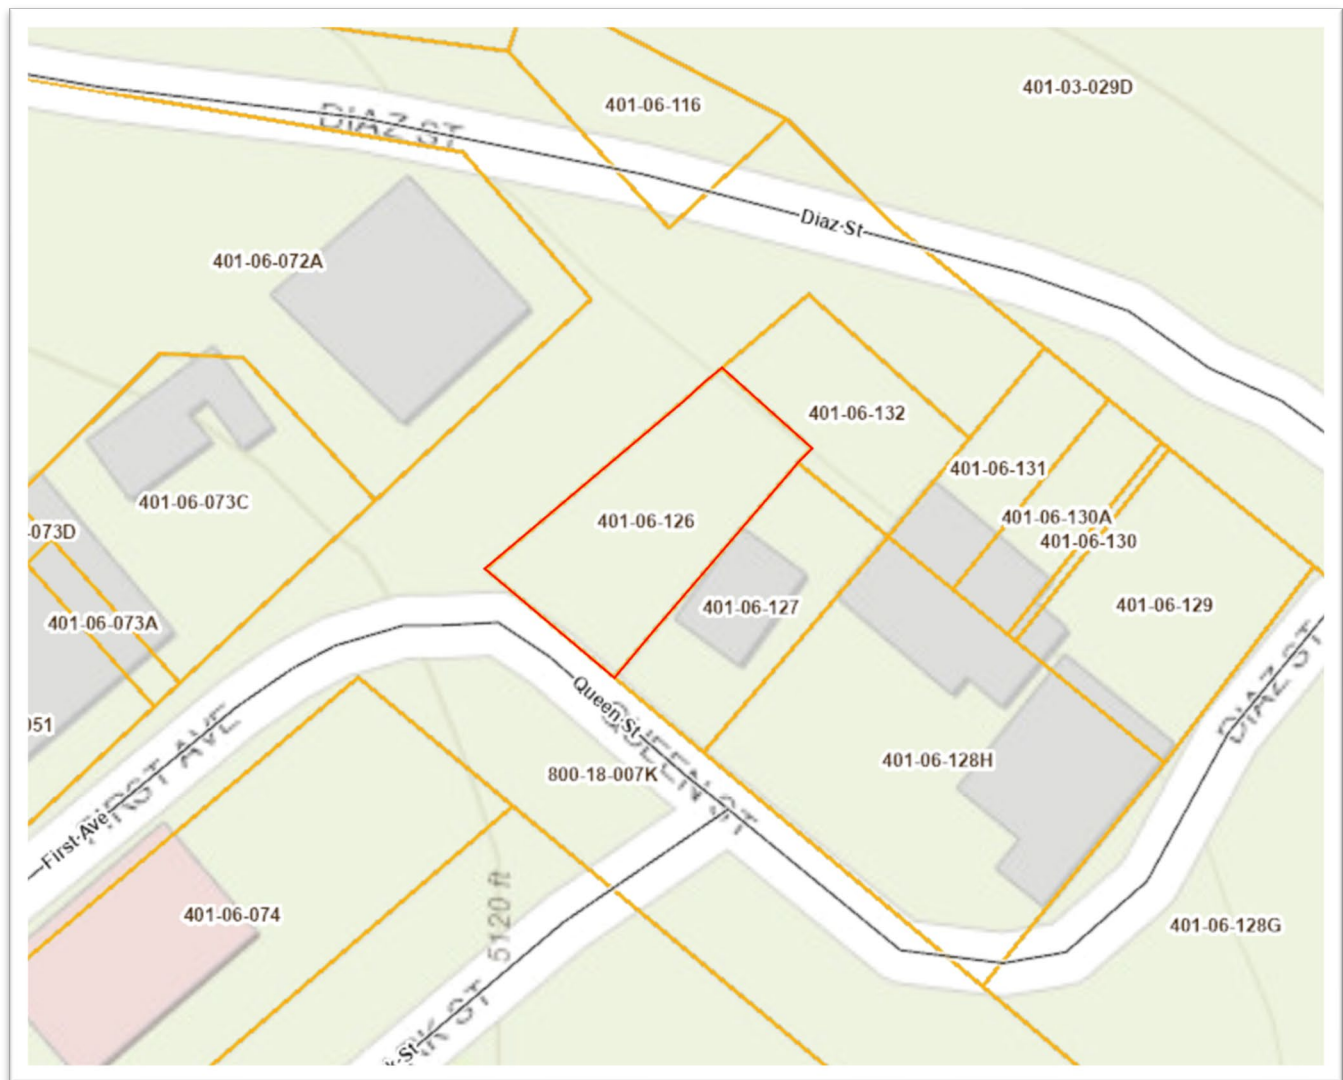 401-03-029D
401-06-116
DIAZ ST
Diaz St
401-06-072A
401-06-132
401-06-131
401-06-073C
401-06-126
401-06-130A
-073D
401-06-130
401-06-129
401-06-127
401-06-073A
DIAZ ST
Queen St
QUEEN ST
051
FIRST AVE
401-06-128H
800-18-007K
First Ave
401-06-074
5120 ft
401-06-128G